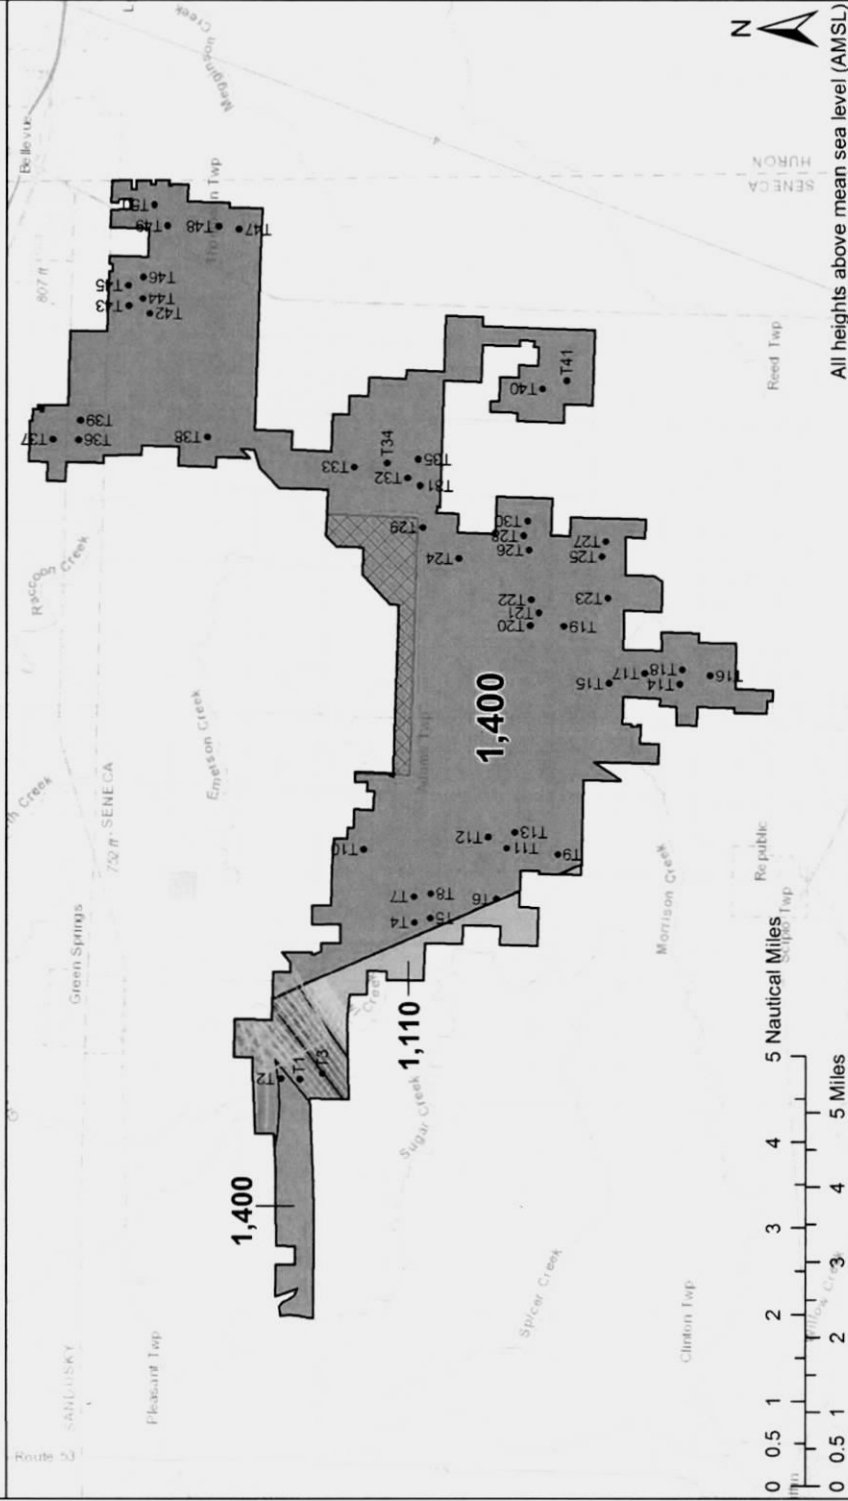 Bellevue
Megginson Creek
807 ft
HURON
SENECA
N
All heights above mean sea level (AMSL)
T51
T49
T48
T47
T46
T45
T44
T43
T42
T39
T37
T36
T38
Reed Twp
T41
T40
T34
T33
T35
T32
T31
T29
T30
T28
T26
T27
T25
T24
T22
T21
T20
T19
T23
T18
T17
T16
T15
T14
Raccoon Creek
Emerson Creek
SENECA
752 ft
Green Springs
1,400
T13
T12
T11
T10
T9
T8
T7
T6
T5
T4
Morrison Creek
Republic
Scipio Twp
1,110
T3
T2
T1
Sugar Creek
1,400
Spicer Creek
Clinton Twp
Pleasant Twp
SANDUSKY
Route 53
0 0.5 1 2 3 4 5 Nautical Miles
0 0.5 1 2 3 4 5 Miles